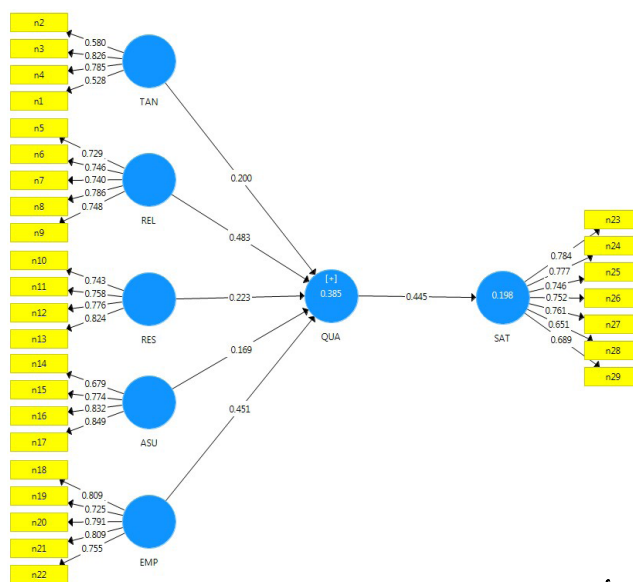 n2
n3
n4
n1
0.580
0.826
0.785
0.528
TAN
n5
n6
n7
n8
n9
0.729
0.746
0.740
0.786
0.748
REL
n10
n11
n12
n13
0.743
0.758
0.776
0.824
RES
n14
n15
n16
n17
0.679
0.774
0.832
0.849
ASU
n18
n19
n20
n21
n22
0.809
0.725
0.791
0.809
0.755
EMP
0.200
0.483
0.223
0.169
0.451
[+]
0.385
QUA
0.445
0.198
SAT
0.784
0.777
0.746
0.752
0.761
0.651
0.689
n23
n24
n25
n26
n27
n28
n29